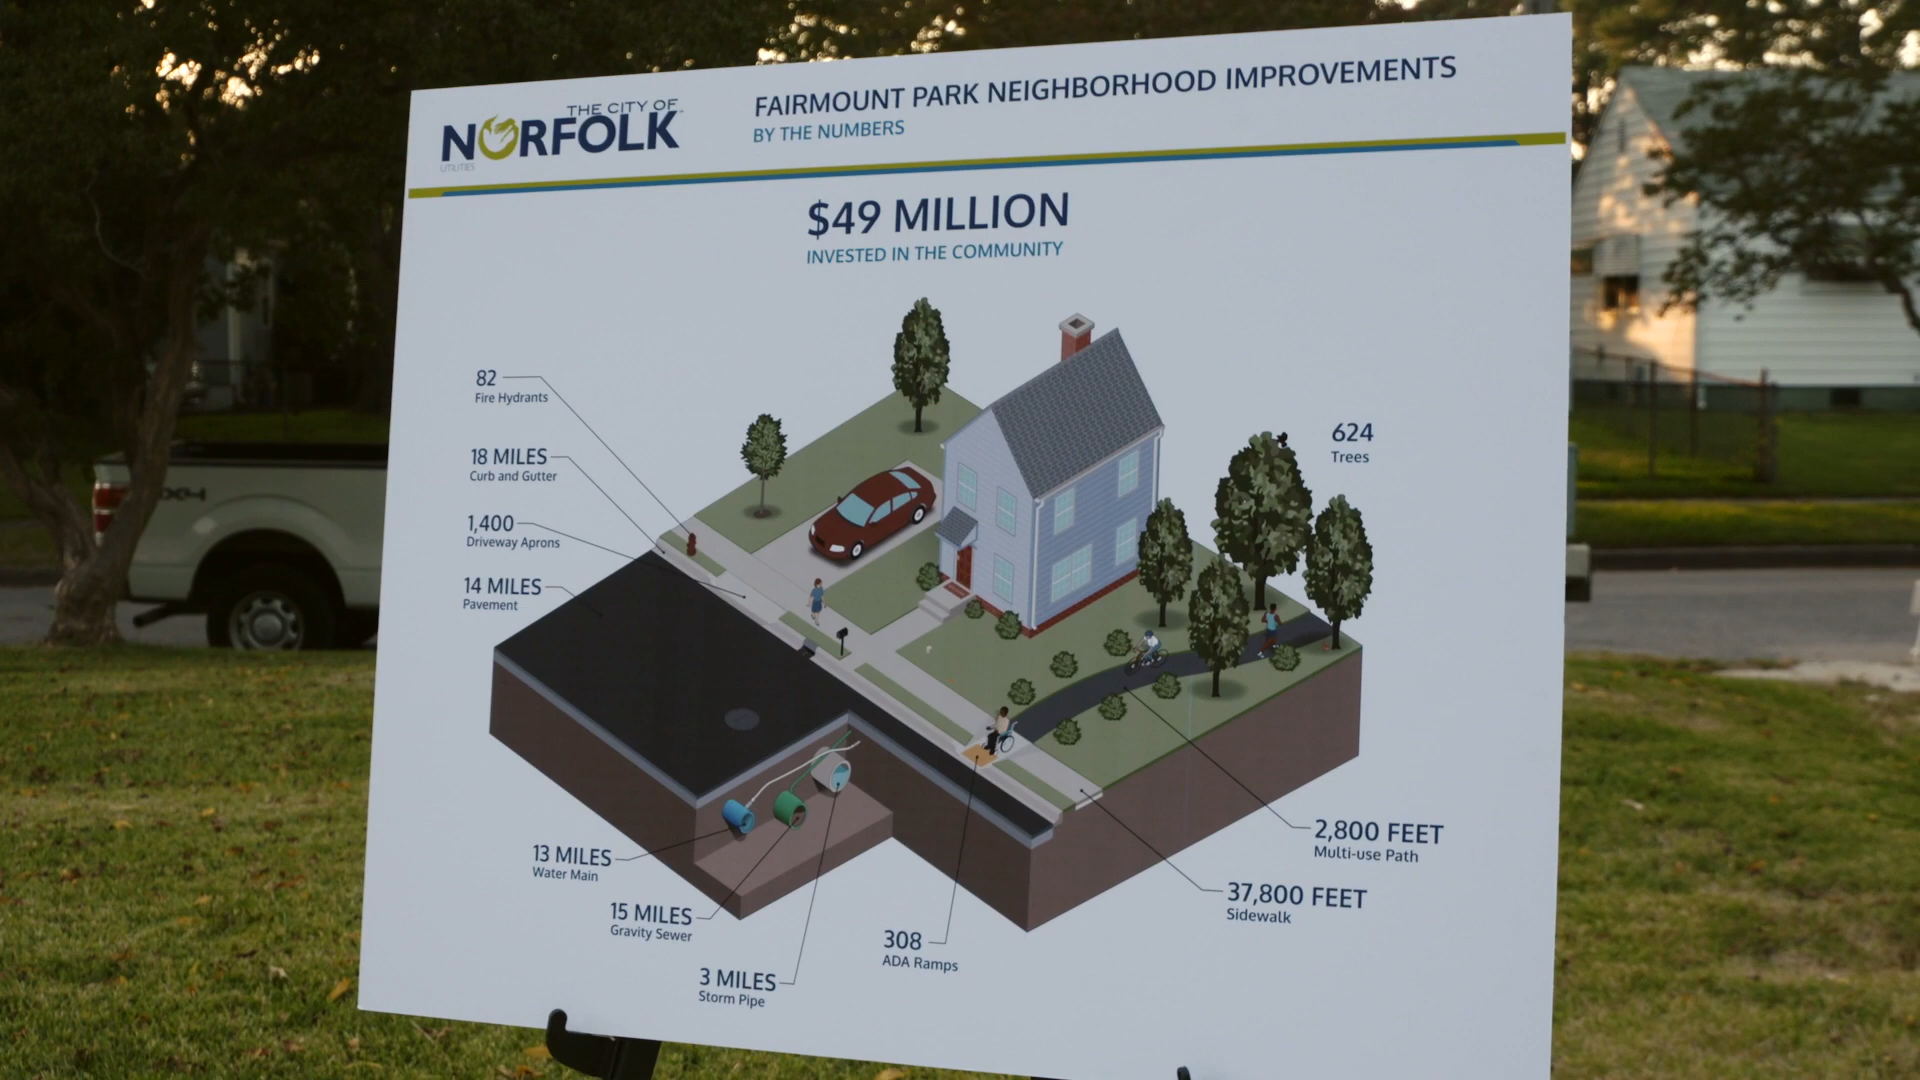 THE CITY OF
NORFOLK
UTILITIES
FAIRMOUNT PARK NEIGHBORHOOD IMPROVEMENTS
BY THE NUMBERS
$49 MILLION
INVESTED IN THE COMMUNITY
82
Fire Hydrants
18 MILES
Curb and Gutter
1,400
Driveway Aprons
14 MILES
Pavement
624
Trees
13 MILES
Water Main
15 MILES
Gravity Sewer
3 MILES
Storm Pipe
308
ADA Ramps
2,800 FEET
Multi-use Path
37,800 FEET
Sidewalk
4X4